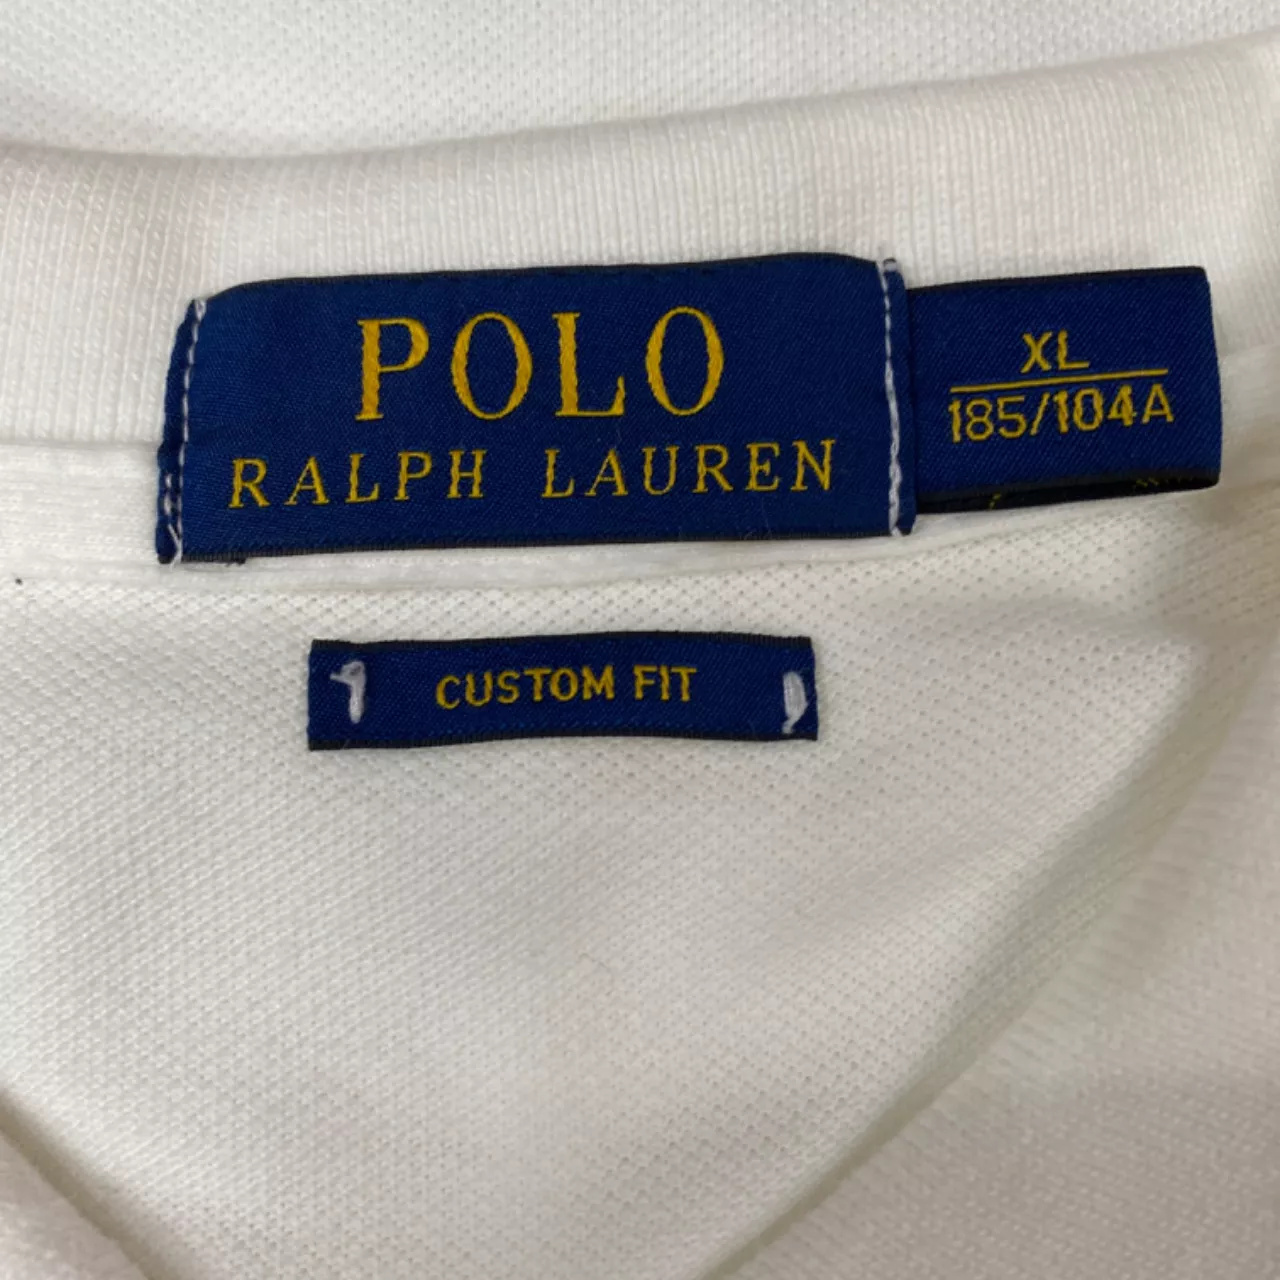 POLO
RALPH LAUREN
XL
185/104A
CUSTOM FIT